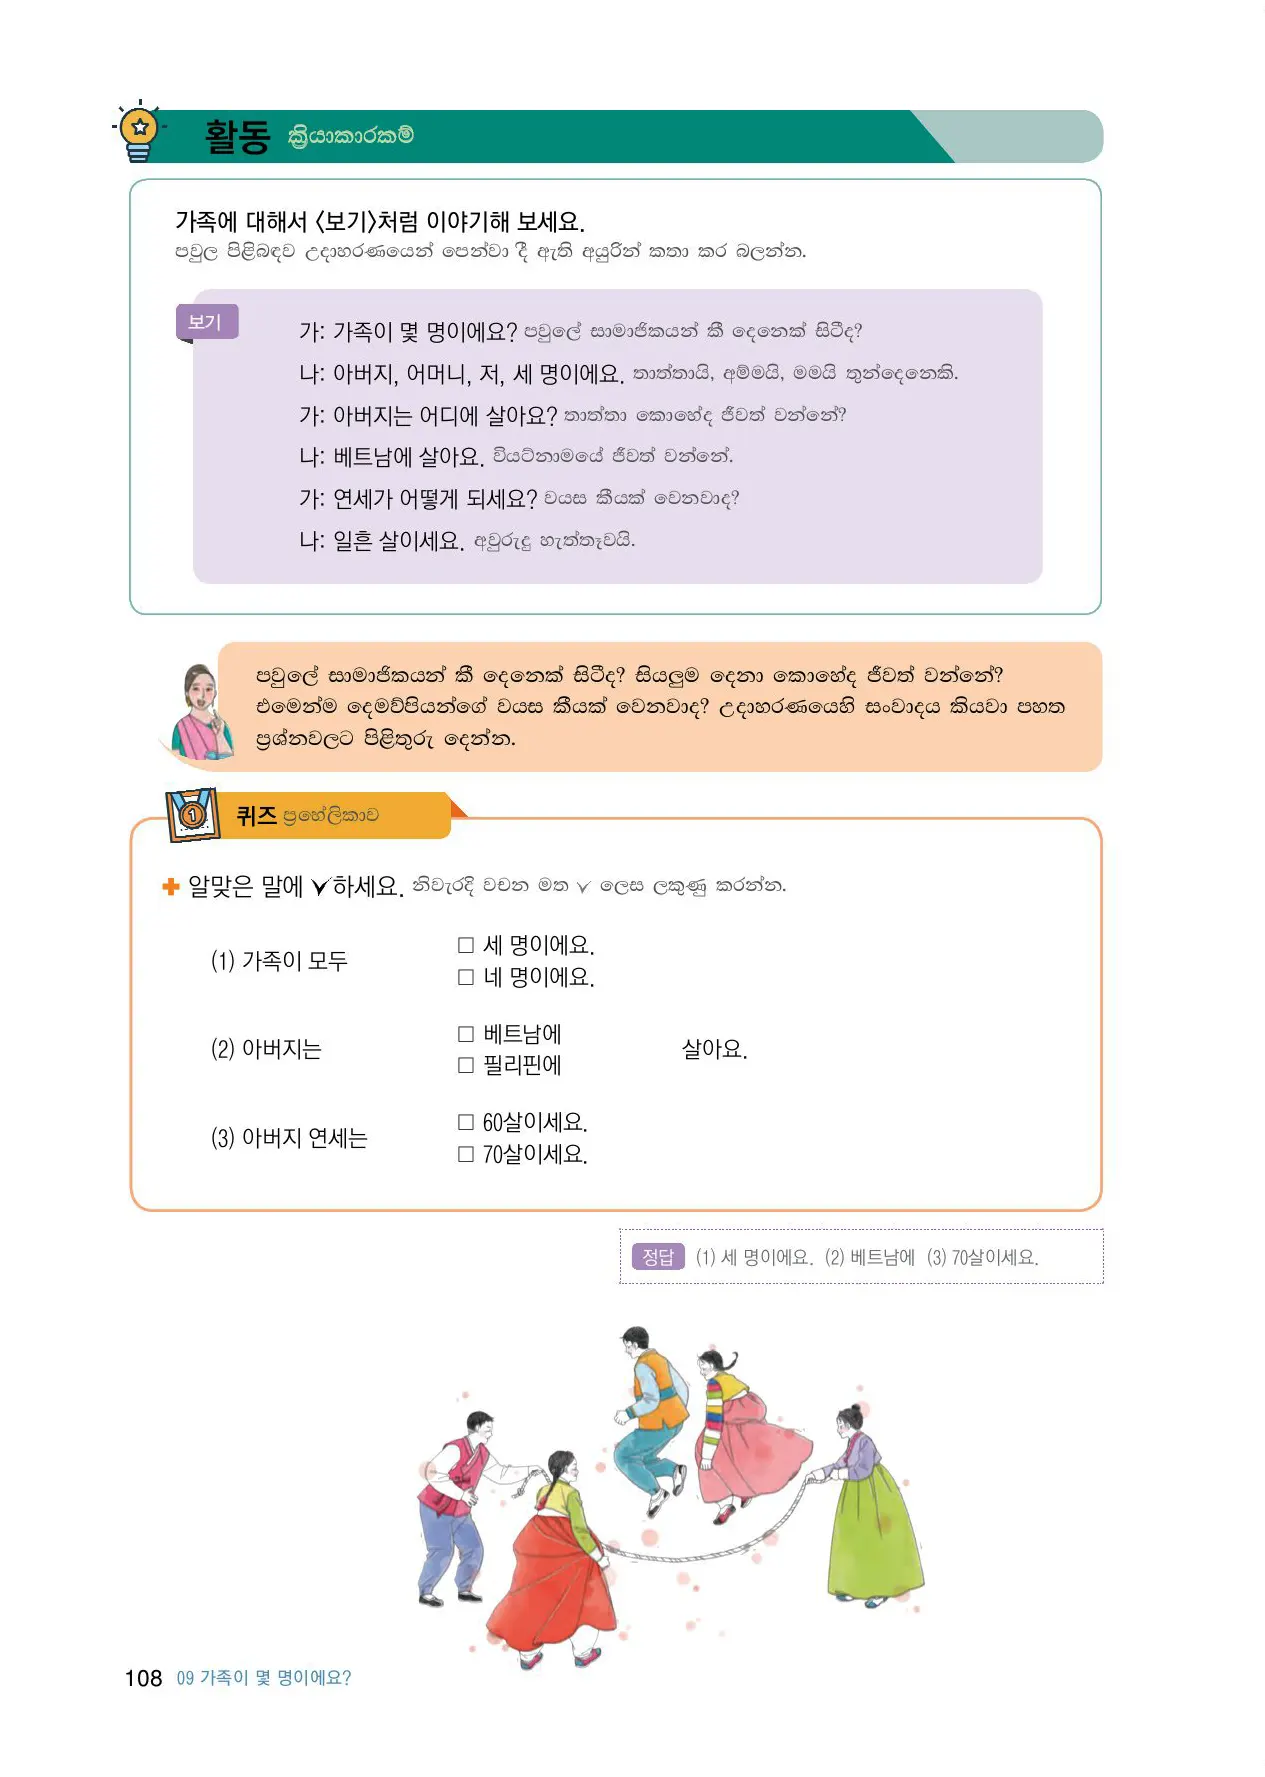 활동 ක්‍රියාකාරකම්
가족에 대해서 〈보기〉처럼 이야기해 보세요.
පවුල පිළිබඳව උදාහරණයෙන් පෙන්වා දී ඇති අයුරින් කතා කර බලන්න.
보기
가: 가족이 몇 명이에요? පවුලේ සාමාජිකයන් කී දෙනෙක් සිටීද?
나: 아버지, 어머니, 저, 세 명이에요. තාත්තායි, අම්මයි, මමයි තුන්දෙනෙකි.
가: 아버지는 어디에 살아요? තාත්තා කොහේද ජීවත් වන්නේ?
나: 베트남에 살아요. වියට්නාමයේ ජීවත් වන්නේ.
가: 연세가 어떻게 되세요? වයස කීයක් වෙනවාද?
나: 일흔 살이세요. අවුරුදු හැත්තෑවයි.
පවුලේ සාමාජිකයන් කී දෙනෙක් සිටීද? සියලුම දෙනා කොහේද ජීවත් වන්නේ?
එමෙන්ම දෙමව්පියන්ගේ වයස කීයක් වෙනවාද? උදාහරණයෙහි සංවාදය කියවා පහත
ප්‍රශ්නවලට පිළිතුරු දෙන්න.
퀴즈 ප්‍රහේලිකාව
✚ 알맞은 말에 ✓하세요. නිවැරදි වචන මත ✓ ලෙස ලකුණු කරන්න.
(1) 가족이 모두
□ 세 명이에요.
□ 네 명이에요.
(2) 아버지는
□ 베트남에
□ 필리핀에
살아요.
(3) 아버지 연세는
□ 60살이세요.
□ 70살이세요.
정답 (1) 세 명이에요. (2) 베트남에 (3) 70살이세요.
108 09 가족이 몇 명이에요?